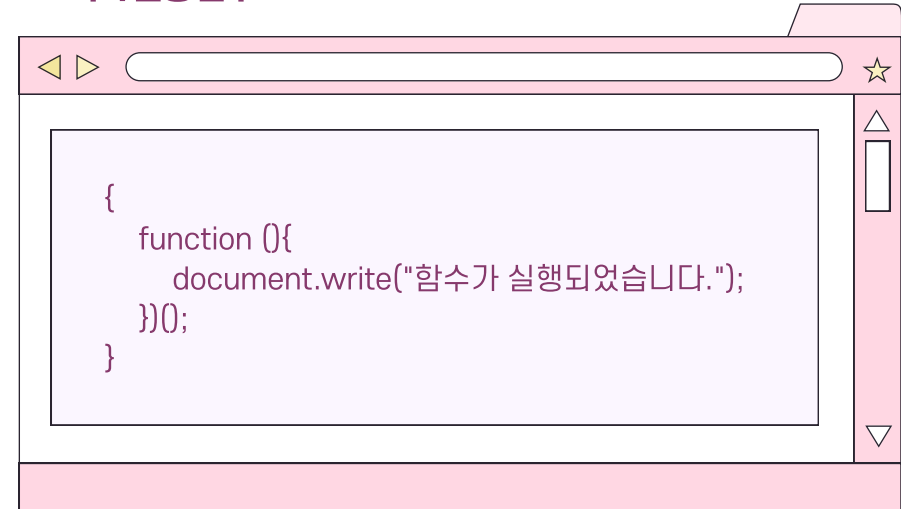 {
function (){
document.write("함수가 실행되었습니다.");
})();
}